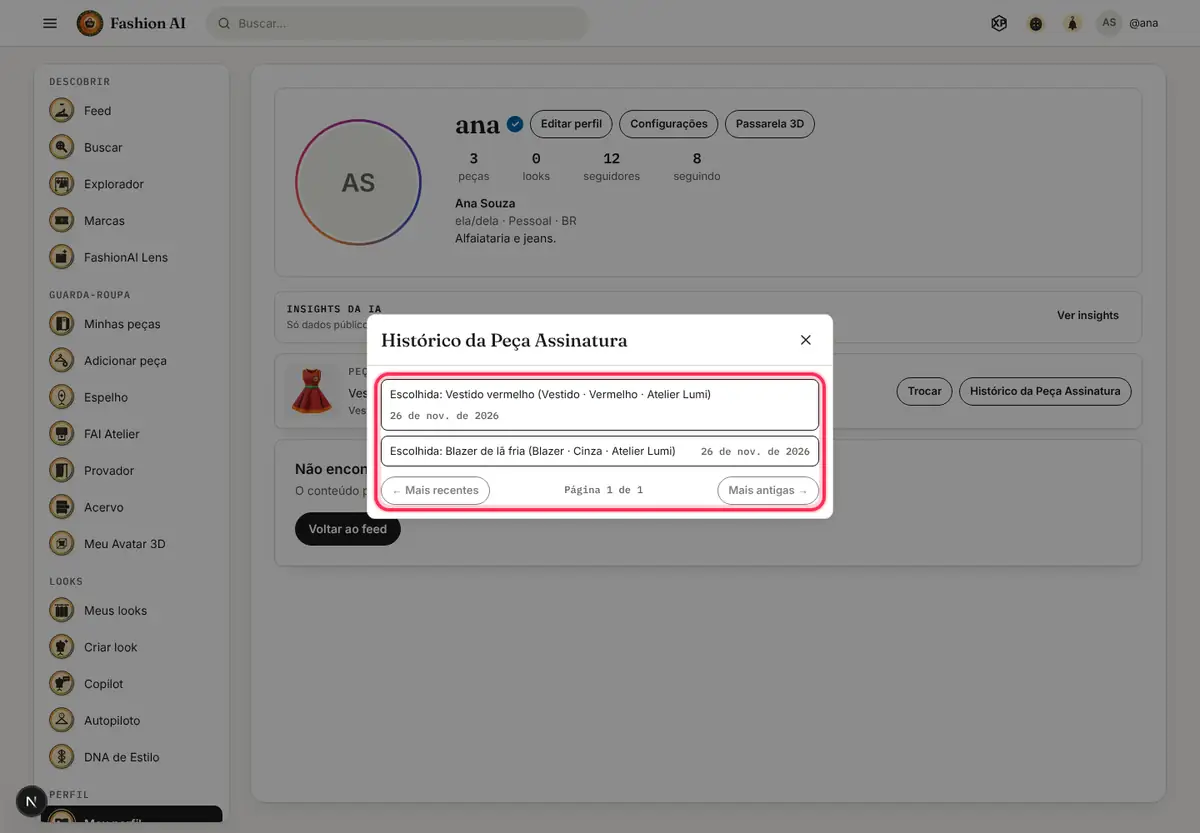 Fashion AI
Buscar...
XP
AS
@ana
DESCOBRIR
Feed
Buscar
Explorador
Marcas
FashionAI Lens
GUARDA-ROUPA
Minhas peças
Adicionar peça
Espelho
FAI Atelier
Provador
Acervo
Meu Avatar 3D
LOOKS
Meus looks
Criar look
Copilot
Autopiloto
DNA de Estilo
PERFIL
N
AS
ana
Editar perfil
Configurações
Passarela 3D
3 0 12 8
peças looks seguidores seguindo
Ana Souza
ela/dela · Pessoal · BR
Alfaiataria e jeans.
INSIGHTS DA IA
Só dados público
Ver insights
Trocar
Histórico da Peça Assinatura
Não encon
O conteúdo p
Voltar ao feed
Histórico da Peça Assinatura
Escolhida: Vestido vermelho (Vestido · Vermelho · Atelier Lumi)
26 de nov. de 2026
Escolhida: Blazer de lã fria (Blazer · Cinza · Atelier Lumi) 26 de nov. de 2026
← Mais recentes
Página 1 de 1
Mais antigas →